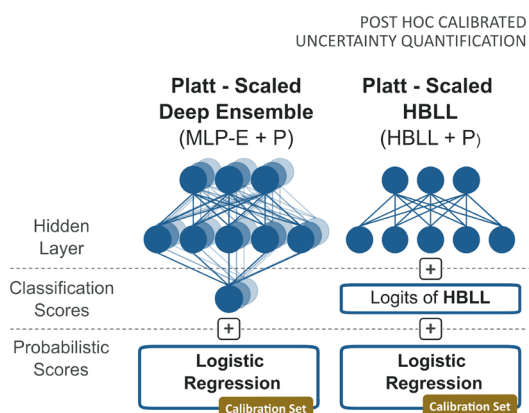 POST HOC CALIBRATED
UNCERTAINTY QUANTIFICATION
Platt - Scaled
Deep Ensemble
(MLP-E + P)
Platt - Scaled
HBLL
(HBLL + P)
Hidden
Layer
+
Classification
Scores
Logits of HBLL
+
+
Probabilistic
Scores
Logistic
Regression
Calibration Set
Logistic
Regression
Calibration Set